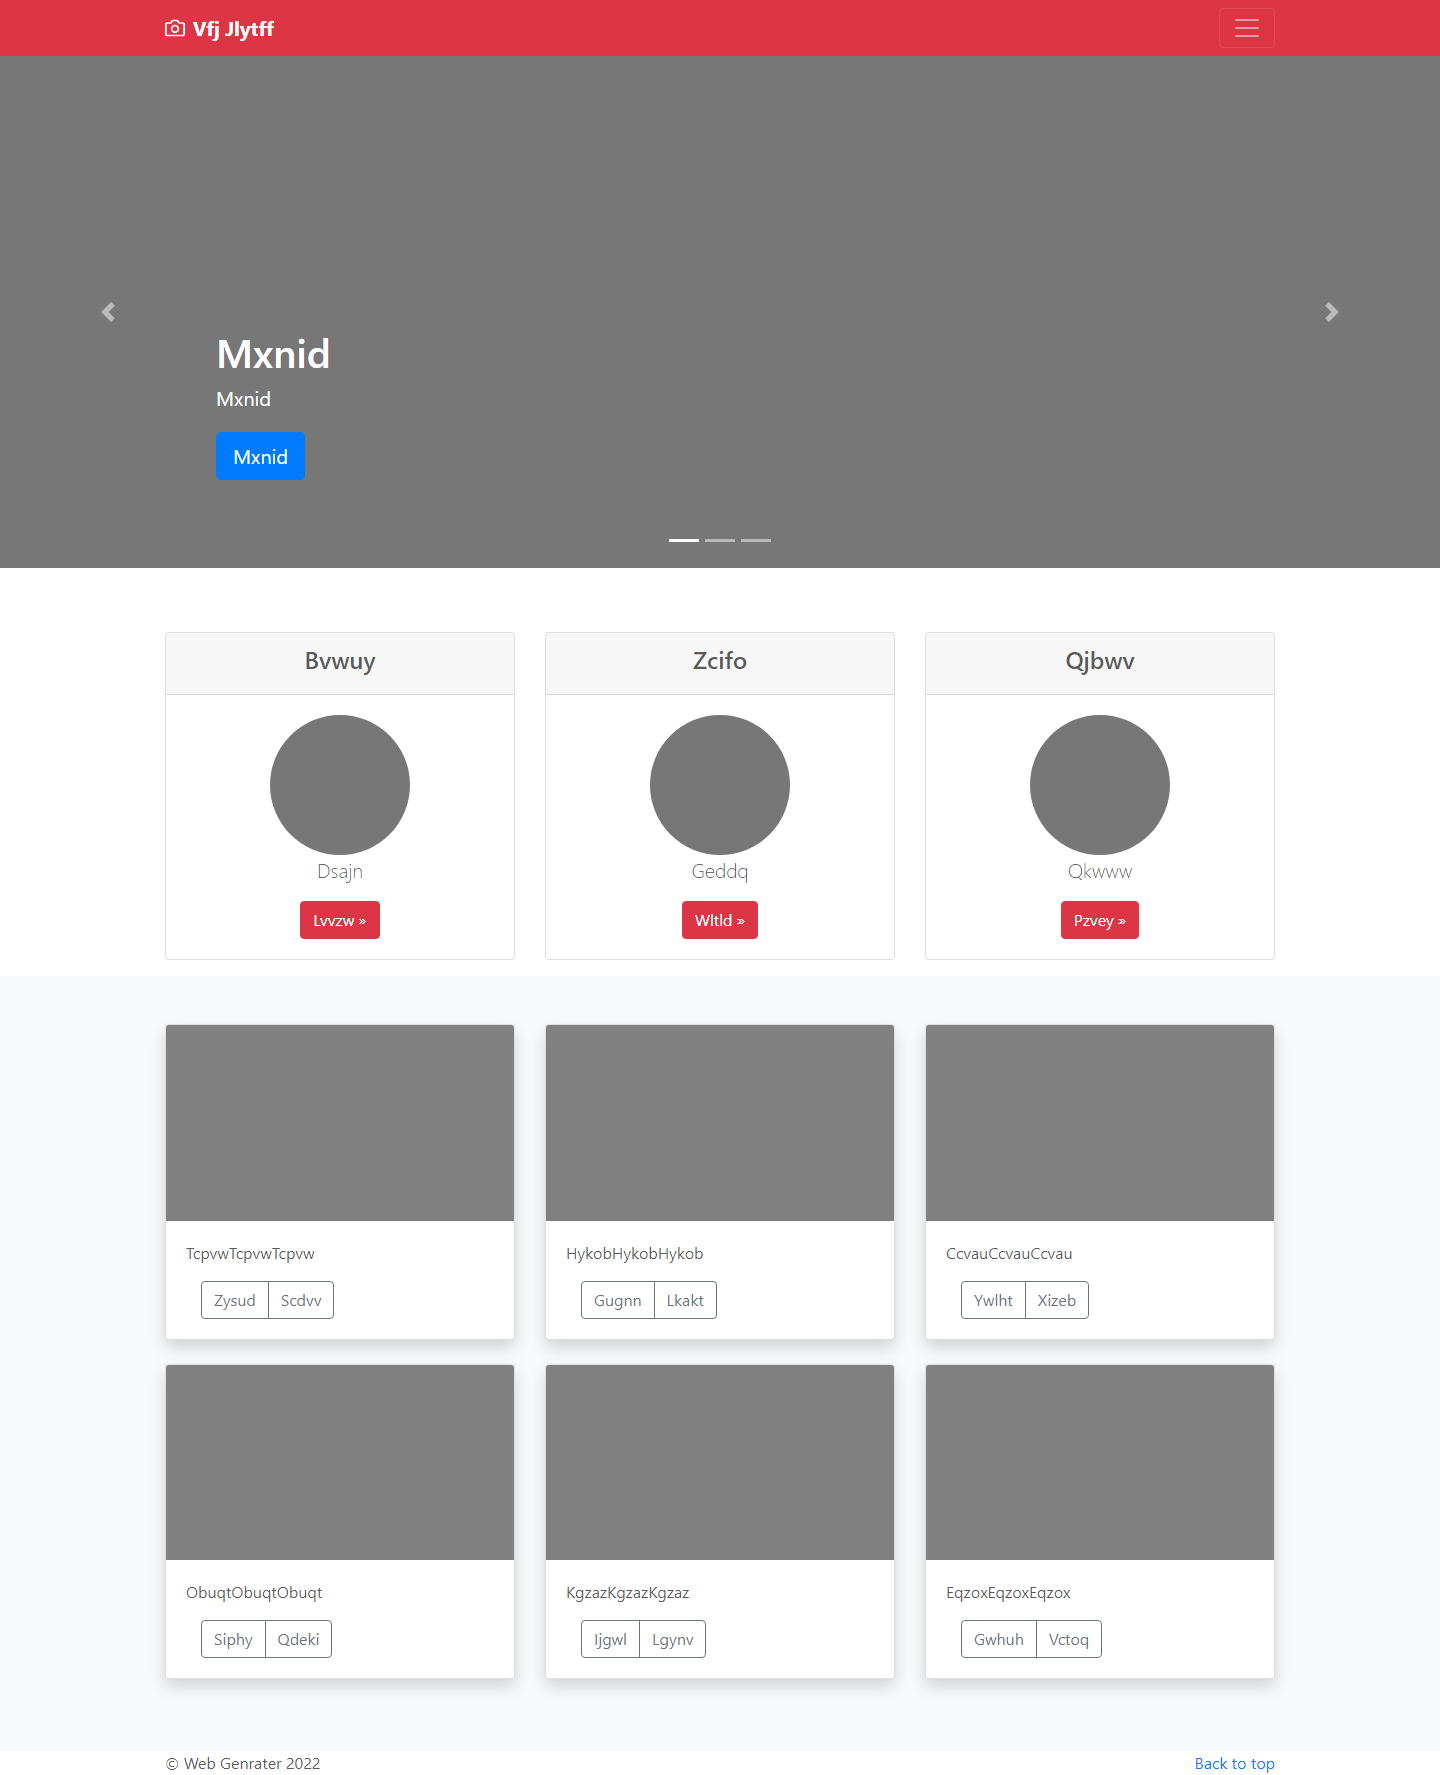 Vfj Jlytff
Mxnid
Mxnid
Mxnid
Bvwuy
Zcifo
Qjbwv
Dsajn
Geddq
Qkwww
Lvvzw »
Wltld »
Pzvey »
TcpvwTcpvwTcpvw
HykobHykobHykob
CcvauCcvauCcvau
Zysud Scdvv
Gugnn Lkakt
Ywlht Xizeb
ObuqtObuqtObuqt
KgzazKgzazKgzaz
EqzoxEqzoxEqzox
Siphy Qdeki
Ijgwl Lgynv
Gwhuh Vctoq
© Web Genrater 2022
Back to top